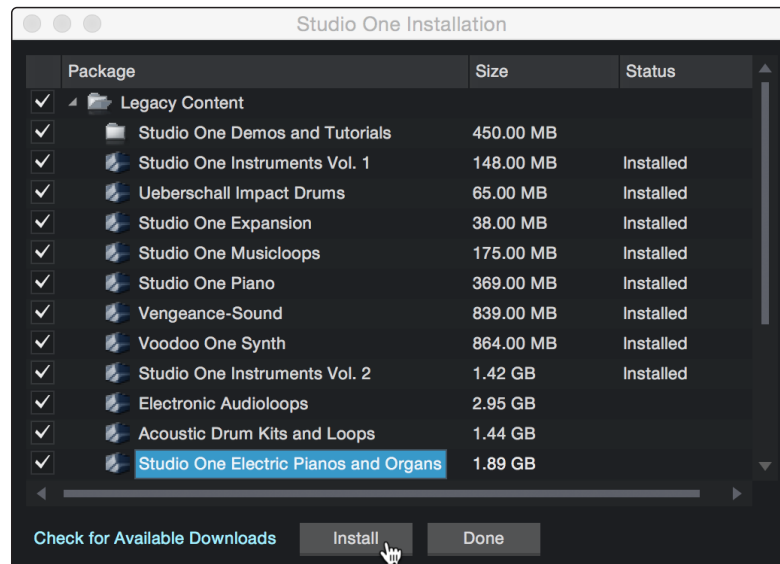 Studio One Installation
Package Size Status
Legacy Content
Studio One Demos and Tutorials 450.00 MB
Studio One Instruments Vol. 1 148.00 MB Installed
Ueberschall Impact Drums 65.00 MB Installed
Studio One Expansion 38.00 MB Installed
Studio One Musicloops 175.00 MB Installed
Studio One Piano 369.00 MB Installed
Vengeance-Sound 839.00 MB Installed
Voodoo One Synth 864.00 MB Installed
Studio One Instruments Vol. 2 1.42 GB Installed
Electronic Audioloops 2.95 GB
Acoustic Drum Kits and Loops 1.44 GB
Studio One Electric Pianos and Organs 1.89 GB
Check for Available Downloads Install Done